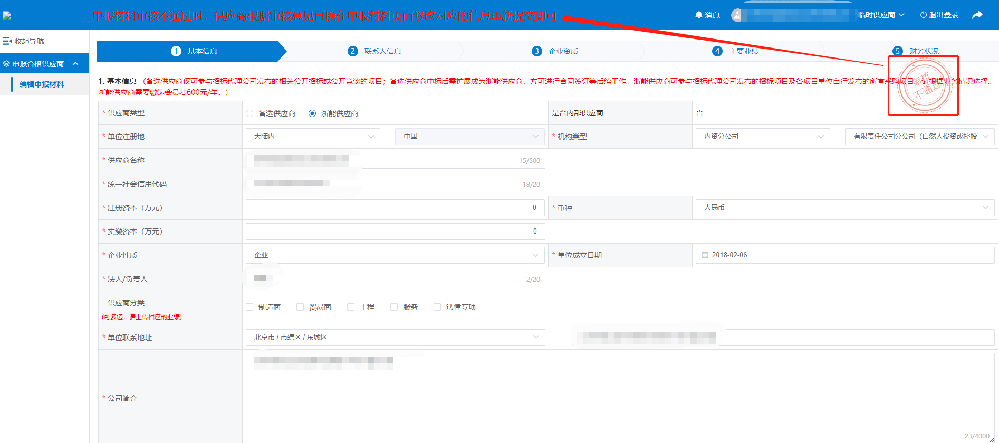 申报材料审核不通过时，供应商根据审核意见直接在申报材料页面修改对应的信息重新提交即可
消息
临时供应商
退出登录
收起导航
申报合格供应商
编辑申报材料
1 基本信息
2 联系人信息
3 企业资质
4 主要业绩
5 财务状况
1. 基本信息 （备选供应商仅可参与招标代理公司发布的相关公开招标或公开竞谈的项目；备选供应商中标后需扩展成为浙能供应商，方可进行合同签订等后续工作。浙能供应商可参与招标代理公司发布的招标项目及各项目单位自行发布的所有采购项目。请根据业务情况选择。
浙能供应商需要缴纳会员费600元/年。）
审核
不通过
* 供应商类型 备选供应商 浙能供应商 是否内部供应商 否
* 单位注册地 大陆内 中国 * 机构类型 内资分公司 有限责任公司分公司（自然人投资或控股）
* 供应商名称 15/500
* 统一社会信用代码 18/20
* 注册资本（万元） 0 * 币种 人民币
* 实缴资本（万元） 0
* 企业性质 企业 * 单位成立日期 2018-02-06
* 法人/负责人 2/20
供应商分类
(可多选，请上传相应的业绩)
制造商 贸易商 工程 服务 法律专项
* 单位联系地址 北京市 / 市辖区 / 东城区
* 公司简介
23/4000